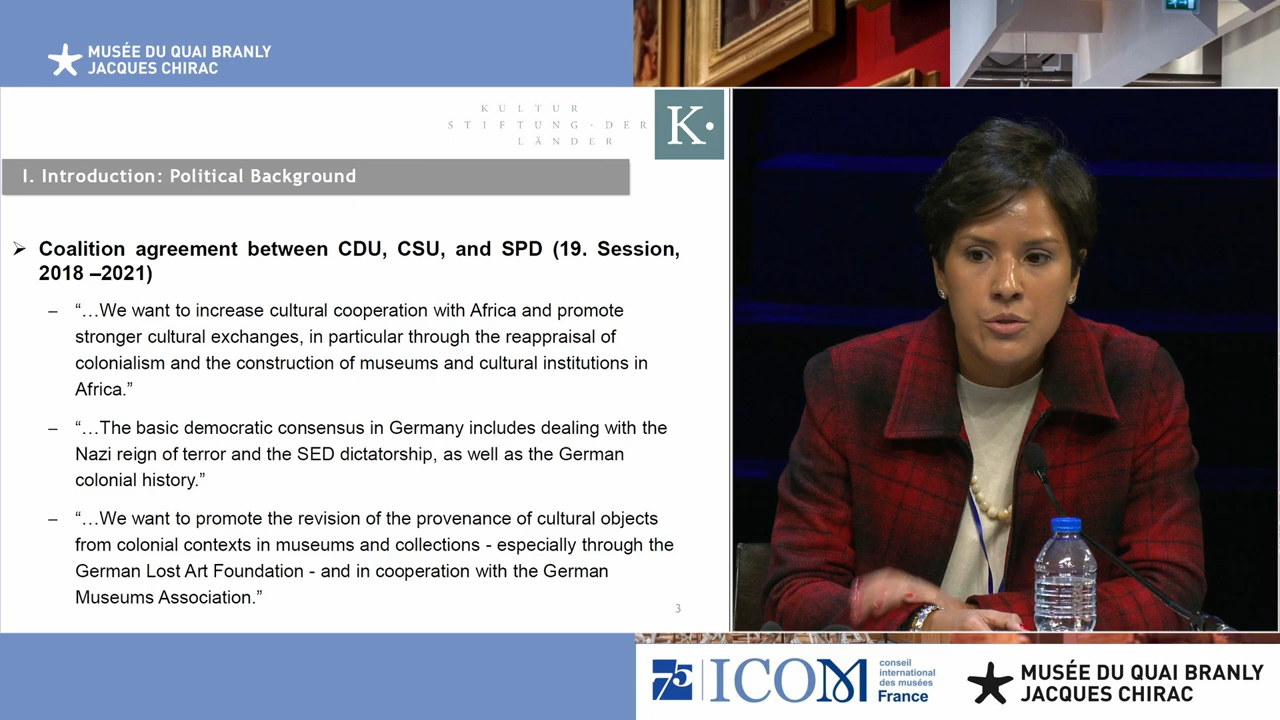 MUSÉE DU QUAI BRANLY
JACQUES CHIRAC
KULTUR
STIFTUNG · DER
LÄNDER
K·
I. Introduction: Political Background
➢ Coalition agreement between CDU, CSU, and SPD (19. Session,
2018 –2021)
– “…We want to increase cultural cooperation with Africa and promote
stronger cultural exchanges, in particular through the reappraisal of
colonialism and the construction of museums and cultural institutions in
Africa.”
– “…The basic democratic consensus in Germany includes dealing with the
Nazi reign of terror and the SED dictatorship, as well as the German
colonial history.”
– “…We want to promote the revision of the provenance of cultural objects
from colonial contexts in museums and collections - especially through the
German Lost Art Foundation - and in cooperation with the German
Museums Association.”
3
75
ICOM
conseil
international
des musées
France
MUSÉE DU QUAI BRANLY
JACQUES CHIRAC